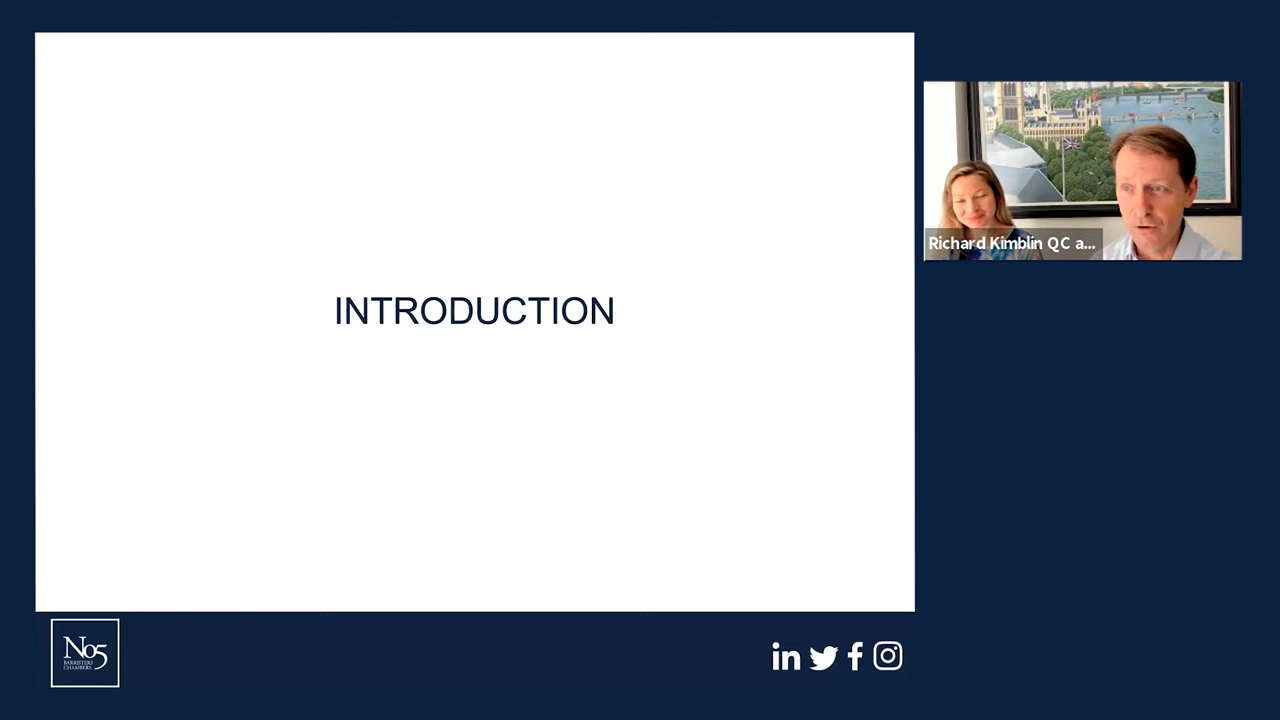 INTRODUCTION
Richard Kimblin QC a...
No5
BARRISTERS
CHAMBERS